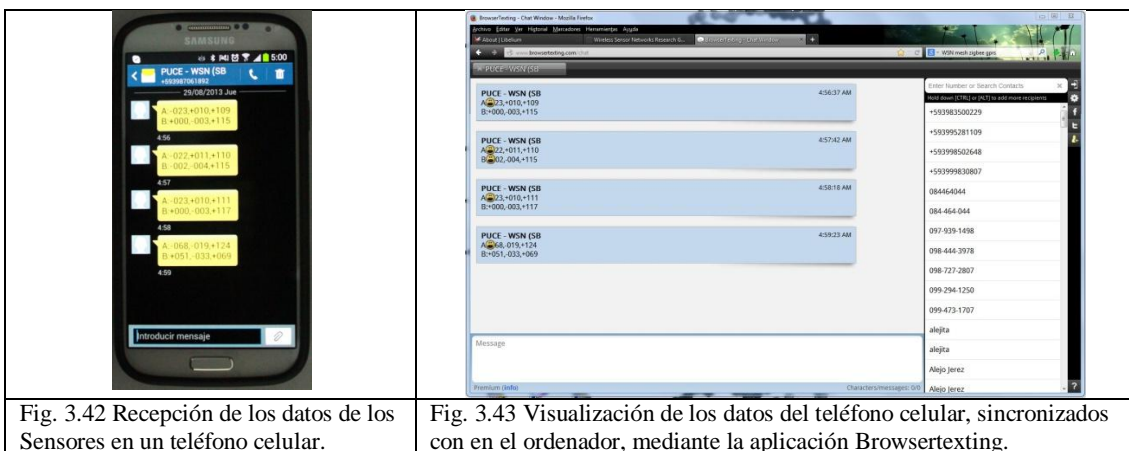 SAMSUNG
5:00
PUCE - WSN (SB
+593987061892
29/08/2013 Jue
A:-023,+010,+109
B:+000,-003,+115
4:56
A:-022,+011,+110
B:-002,-004,+115
4:57
A:-023,+010,+111
B:+000,-003,+117
4:58
A:-068,-019,+124
B:+051,-033,+069
4:59
Introducir mensaje
Fig. 3.42 Recepción de los datos de los
Sensores en un teléfono celular.
BrowserTexting - Chat Window - Mozilla Firefox
Archivo Editar Ver Historial Marcadores Herramientas Ayuda
About | Libelium
Wireless Sensor Networks Research G...
BrowserTexting - Chat Window
www.browsertexting.com/chat
WSN mesh zigbee gprs
PUCE - WSN (SB
PUCE - WSN (SB 4:56:37 AM
A 23,+010,+109
B:+000,-003,+115
PUCE - WSN (SB 4:57:42 AM
A 22,+011,+110
B 02,-004,+115
PUCE - WSN (SB 4:58:18 AM
A 23,+010,+111
B:+000,-003,+117
PUCE - WSN (SB 4:59:23 AM
A 68,-019,+124
B:+051,-033,+069
Message
Premium (info) Characters/messages: 0/0
Enter Number or Search Contacts
Hold down [CTRL] or [ALT] to add more recipients
+593983500229
+593995281109
+593998502648
+593999830807
084464044
084-464-044
097-939-1498
098-444-3978
098-727-2807
099-294-1250
099-473-1707
alejita
alejita
Alejo Jerez
Alejo Jerez
Fig. 3.43 Visualización de los datos del teléfono celular, sincronizados
con en el ordenador, mediante la aplicación Browsertexting.